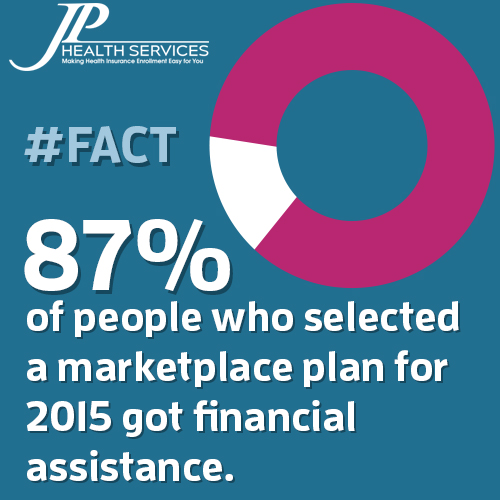 JP
HEALTH SERVICES
Making Health Insurance Enrollment Easy for You
#FACT
87%
of people who selected
a marketplace plan for
2015 got financial
assistance.